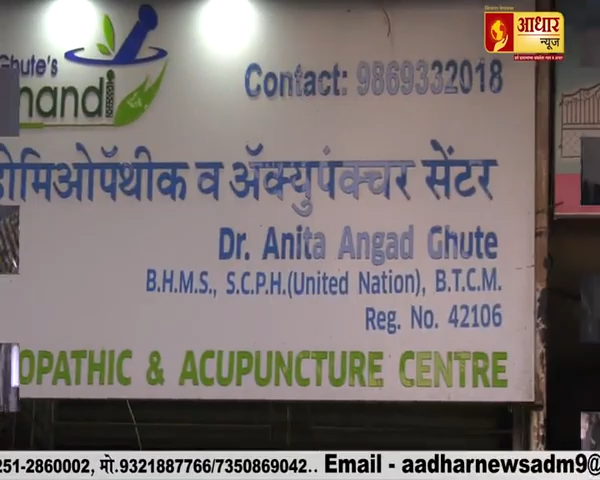 आधार
न्यूज
Ghute's
Contact: 9869332018
होमिओपॅथीक व ॲक्युपंक्चर सेंटर
Dr. Anita Angad Ghute
B.H.M.S., S.C.P.H.(United Nation), B.T.C.M.
Reg. No. 42106
OPATHIC & ACUPUNCTURE CENTRE
251-2860002, मो.9321887766/7350869042.. Email - aadharnewsadm9@